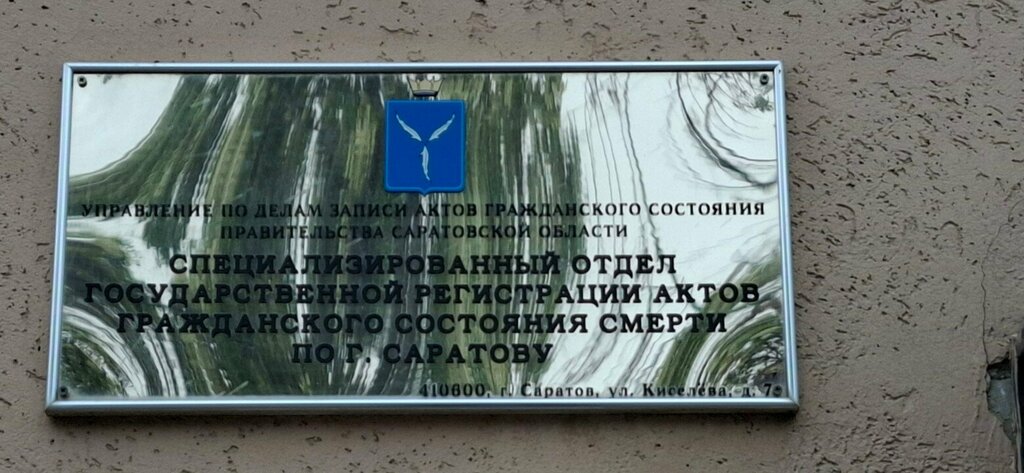 УПРАВЛЕНИЕ ПО ДЕЛАМ ЗАПИСИ АКТОВ ГРАЖДАНСКОГО СОСТОЯНИЯ
ПРАВИТЕЛЬСТВА САРАТОВСКОЙ ОБЛАСТИ
СПЕЦИАЛИЗИРОВАННЫЙ ОТДЕЛ
ГОСУДАРСТВЕННОЙ РЕГИСТРАЦИИ АКТОВ
ГРАЖДАНСКОГО СОСТОЯНИЯ СМЕРТИ
ПО Г. САРАТОВУ
410600, г. Саратов, ул. Киселёва, д. 7